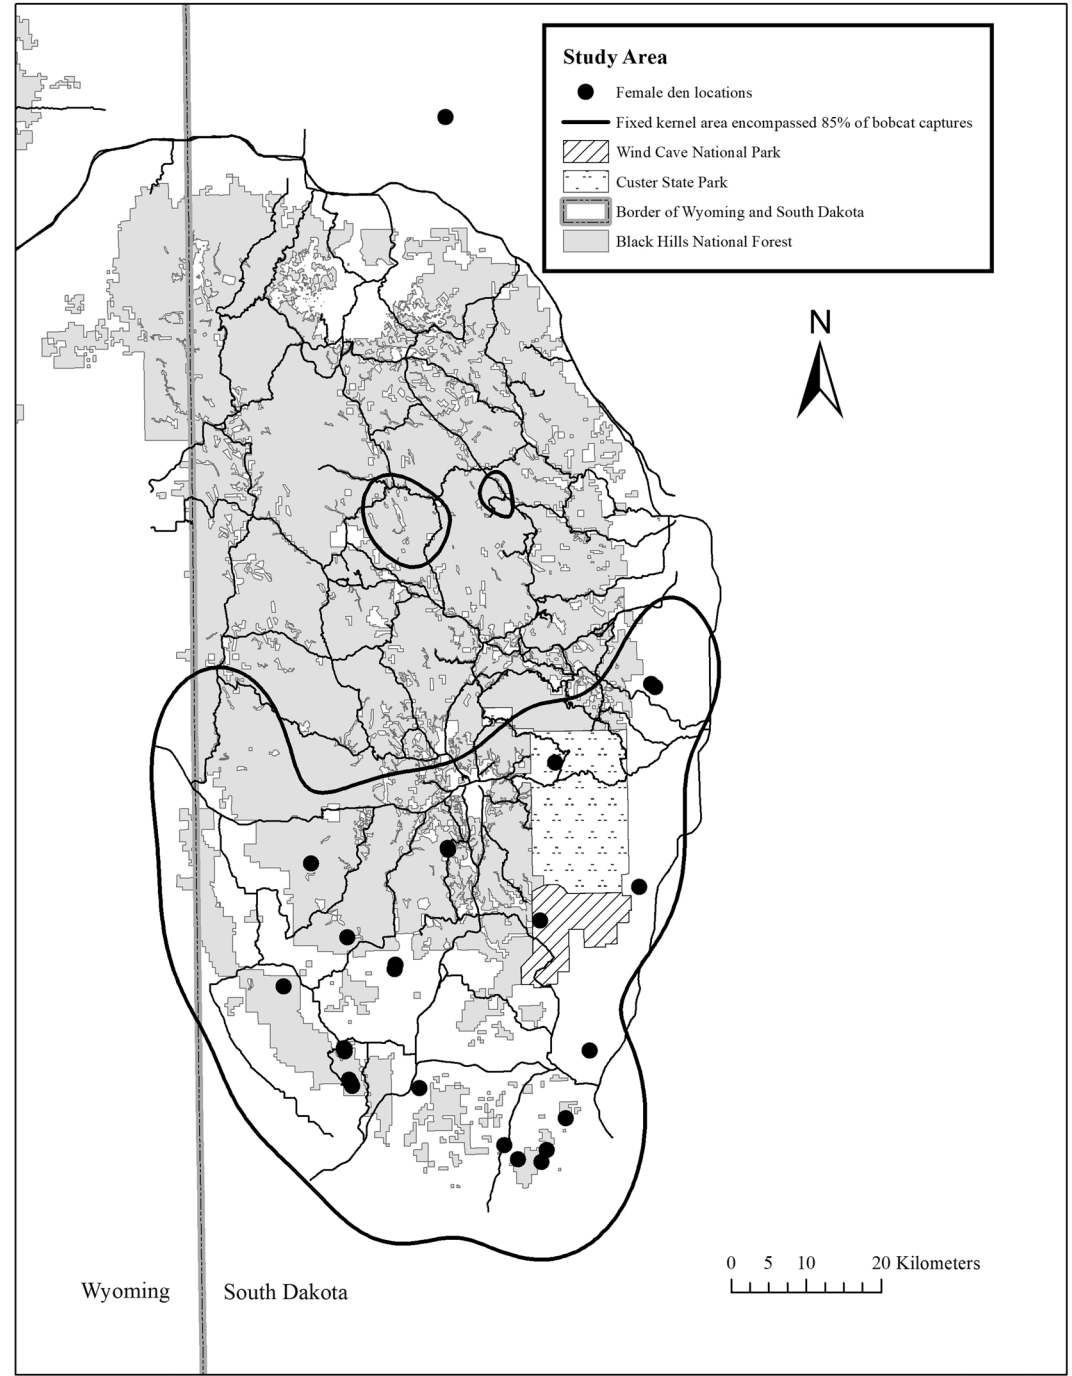 Study Area
Female den locations
Fixed kernel area encompassed 85% of bobcat captures
Wind Cave National Park
Custer State Park
Border of Wyoming and South Dakota
Black Hills National Forest
N
0 5 10 20 Kilometers
Wyoming South Dakota